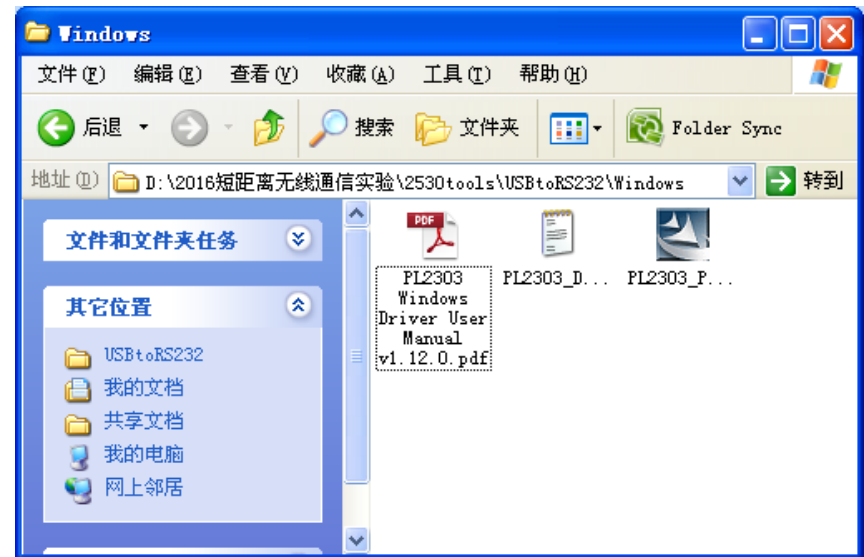 Windows
文件(F) 编辑(E) 查看(V) 收藏(A) 工具(T) 帮助(H)
后退 搜索 文件夹 Folder Sync
地址(D) D:\2016短距离无线通信实验\2530tools\USBtoRS232\Windows 转到
文件和文件夹任务
其它位置
USBtoRS232
我的文档
共享文档
我的电脑
网上邻居
PDF
PL2303
Windows
Driver User
Manual
v1.12.0.pdf
PL2303_D...
PL2303_P...